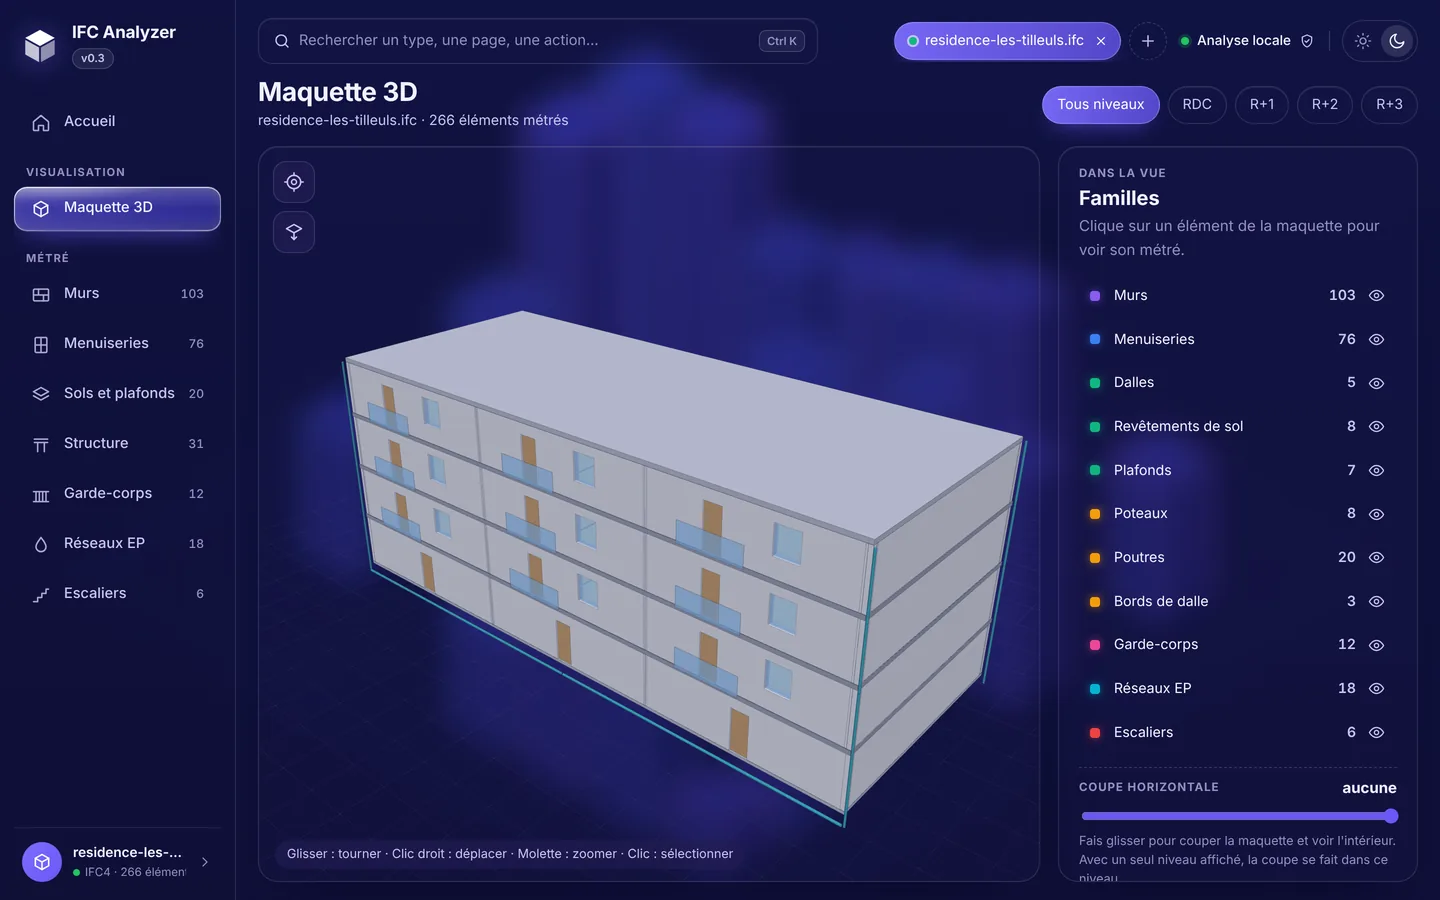 IFC Analyzer
v0.3
Accueil
VISUALISATION
Maquette 3D
MÉTRÉ
Murs 103
Menuiseries 76
Sols et plafonds 20
Structure 31
Garde-corps 12
Réseaux EP 18
Escaliers 6
residence-les-...
IFC4 · 266 élément
Rechercher un type, une page, une action... Ctrl K
residence-les-tilleuls.ifc
Analyse locale
Maquette 3D
residence-les-tilleuls.ifc · 266 éléments métrés
Tous niveaux RDC R+1 R+2 R+3
Glisser : tourner · Clic droit : déplacer · Molette : zoomer · Clic : sélectionner
DANS LA VUE
Familles
Clique sur un élément de la maquette pour
voir son métré.
Murs 103
Menuiseries 76
Dalles 5
Revêtements de sol 8
Plafonds 7
Poteaux 8
Poutres 20
Bords de dalle 3
Garde-corps 12
Réseaux EP 18
Escaliers 6
COUPE HORIZONTALE aucune
Fais glisser pour couper la maquette et voir l'intérieur.
Avec un seul niveau affiché, la coupe se fait dans ce
niveau